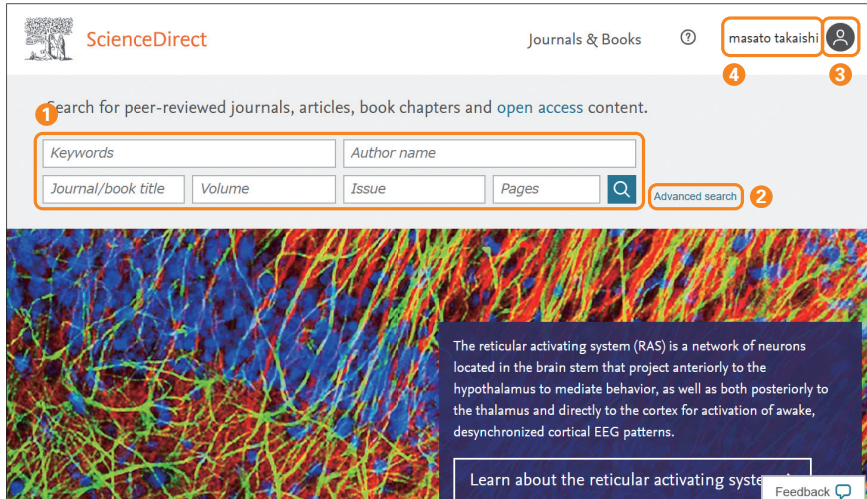 ScienceDirect
Journals & Books
?
masato takaishi
4
3
Search for peer-reviewed journals, articles, book chapters and open access content.
1
Keywords
Author name
Journal/book title
Volume
Issue
Pages
Advanced search
2
The reticular activating system (RAS) is a network of neurons
located in the brain stem that project anteriorly to the
hypothalamus to mediate behavior, as well as both posteriorly to
the thalamus and directly to the cortex for activation of awake,
desynchronized cortical EEG patterns.
Learn about the reticular activating syste
Feedback